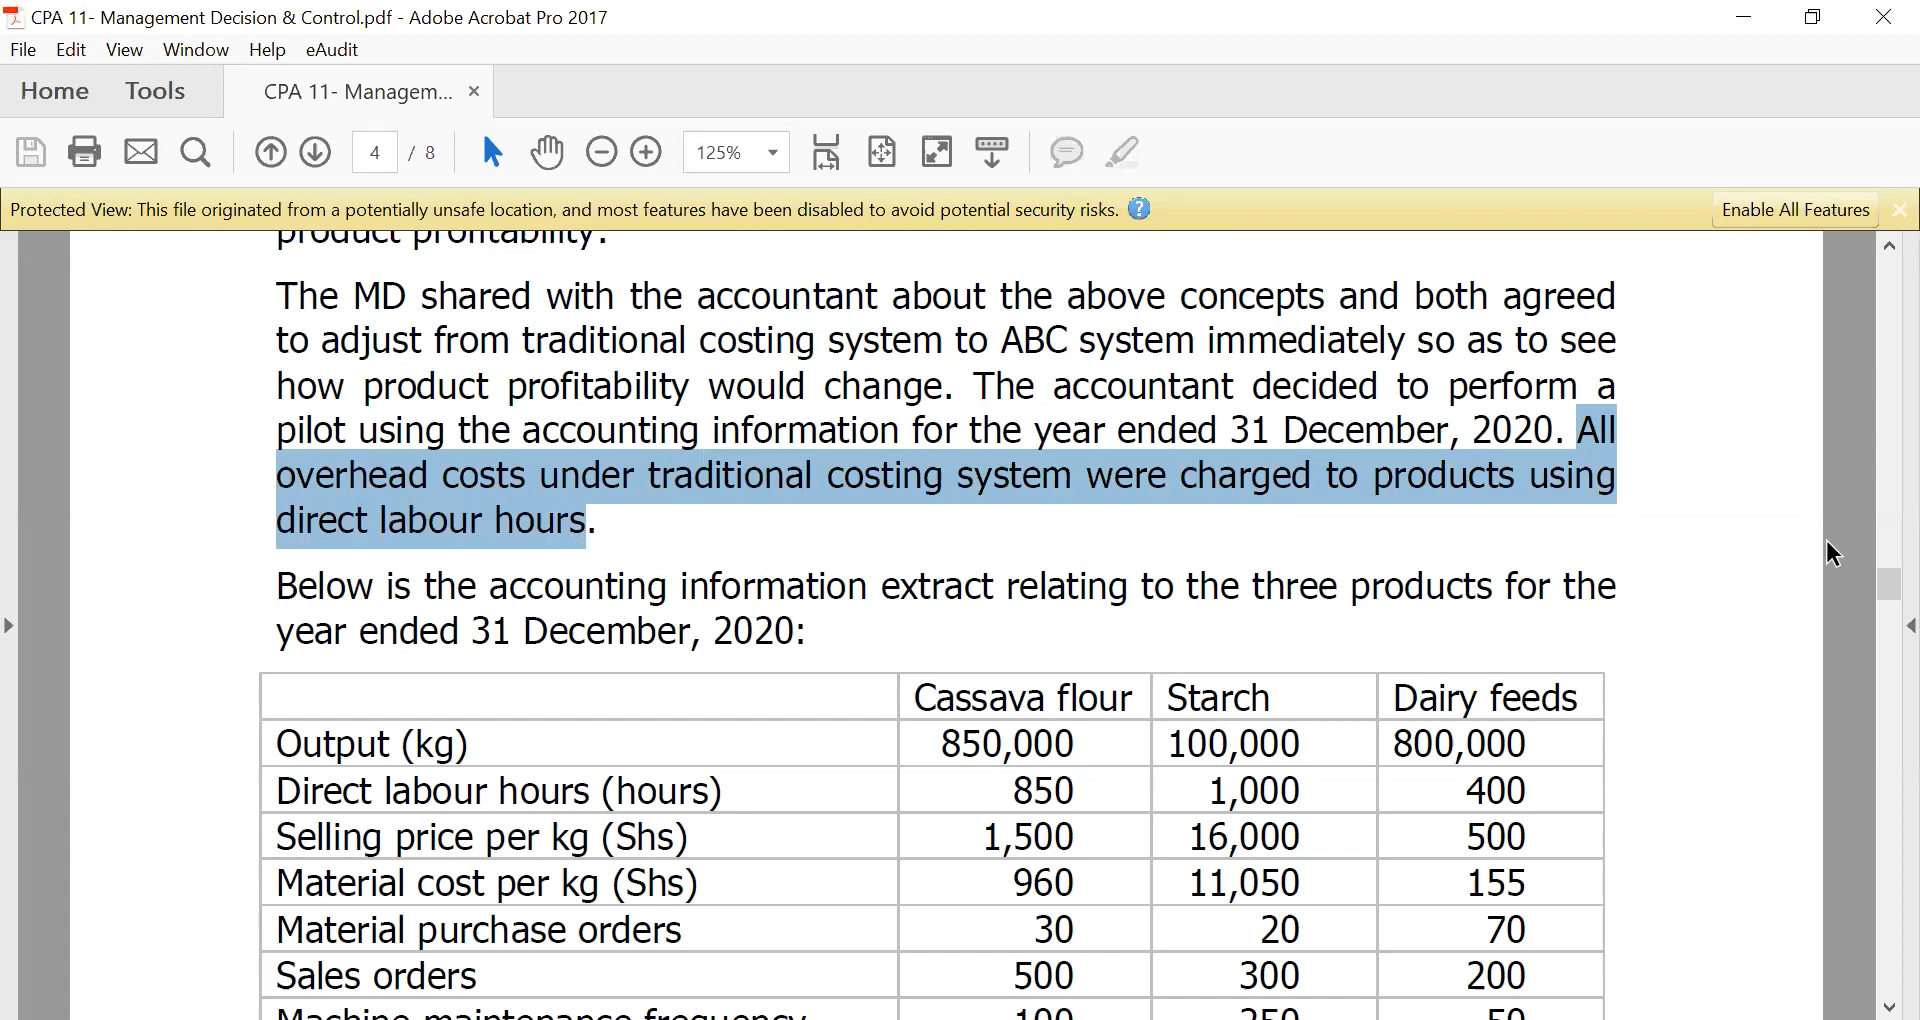 CPA 11- Management Decision & Control.pdf - Adobe Acrobat Pro 2017
File Edit View Window Help eAudit
Home Tools CPA 11- Managem... ×
4 / 8 125%
Protected View: This file originated from a potentially unsafe location, and most features have been disabled to avoid potential security risks. ? Enable All Features
product profitability.
The MD shared with the accountant about the above concepts and both agreed
to adjust from traditional costing system to ABC system immediately so as to see
how product profitability would change. The accountant decided to perform a
pilot using the accounting information for the year ended 31 December, 2020. All
overhead costs under traditional costing system were charged to products using
direct labour hours.
Below is the accounting information extract relating to the three products for the
year ended 31 December, 2020:
Cassava flour Starch Dairy feeds
Output (kg) 850,000 100,000 800,000
Direct labour hours (hours) 850 1,000 400
Selling price per kg (Shs) 1,500 16,000 500
Material cost per kg (Shs) 960 11,050 155
Material purchase orders 30 20 70
Sales orders 500 300 200
Machine maintenance frequency 100 250 50